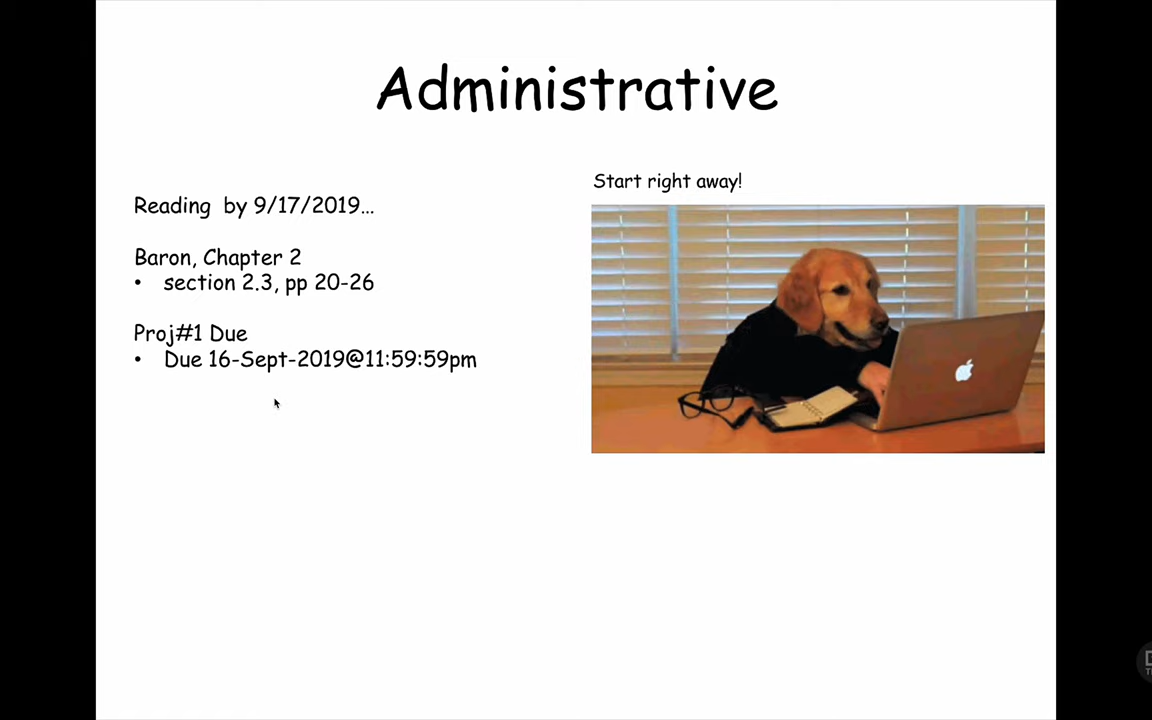 Administrative
Reading by 9/17/2019...
Baron, Chapter 2
• section 2.3, pp 20-26
Proj#1 Due
• Due 16-Sept-2019@11:59:59pm
Start right away!